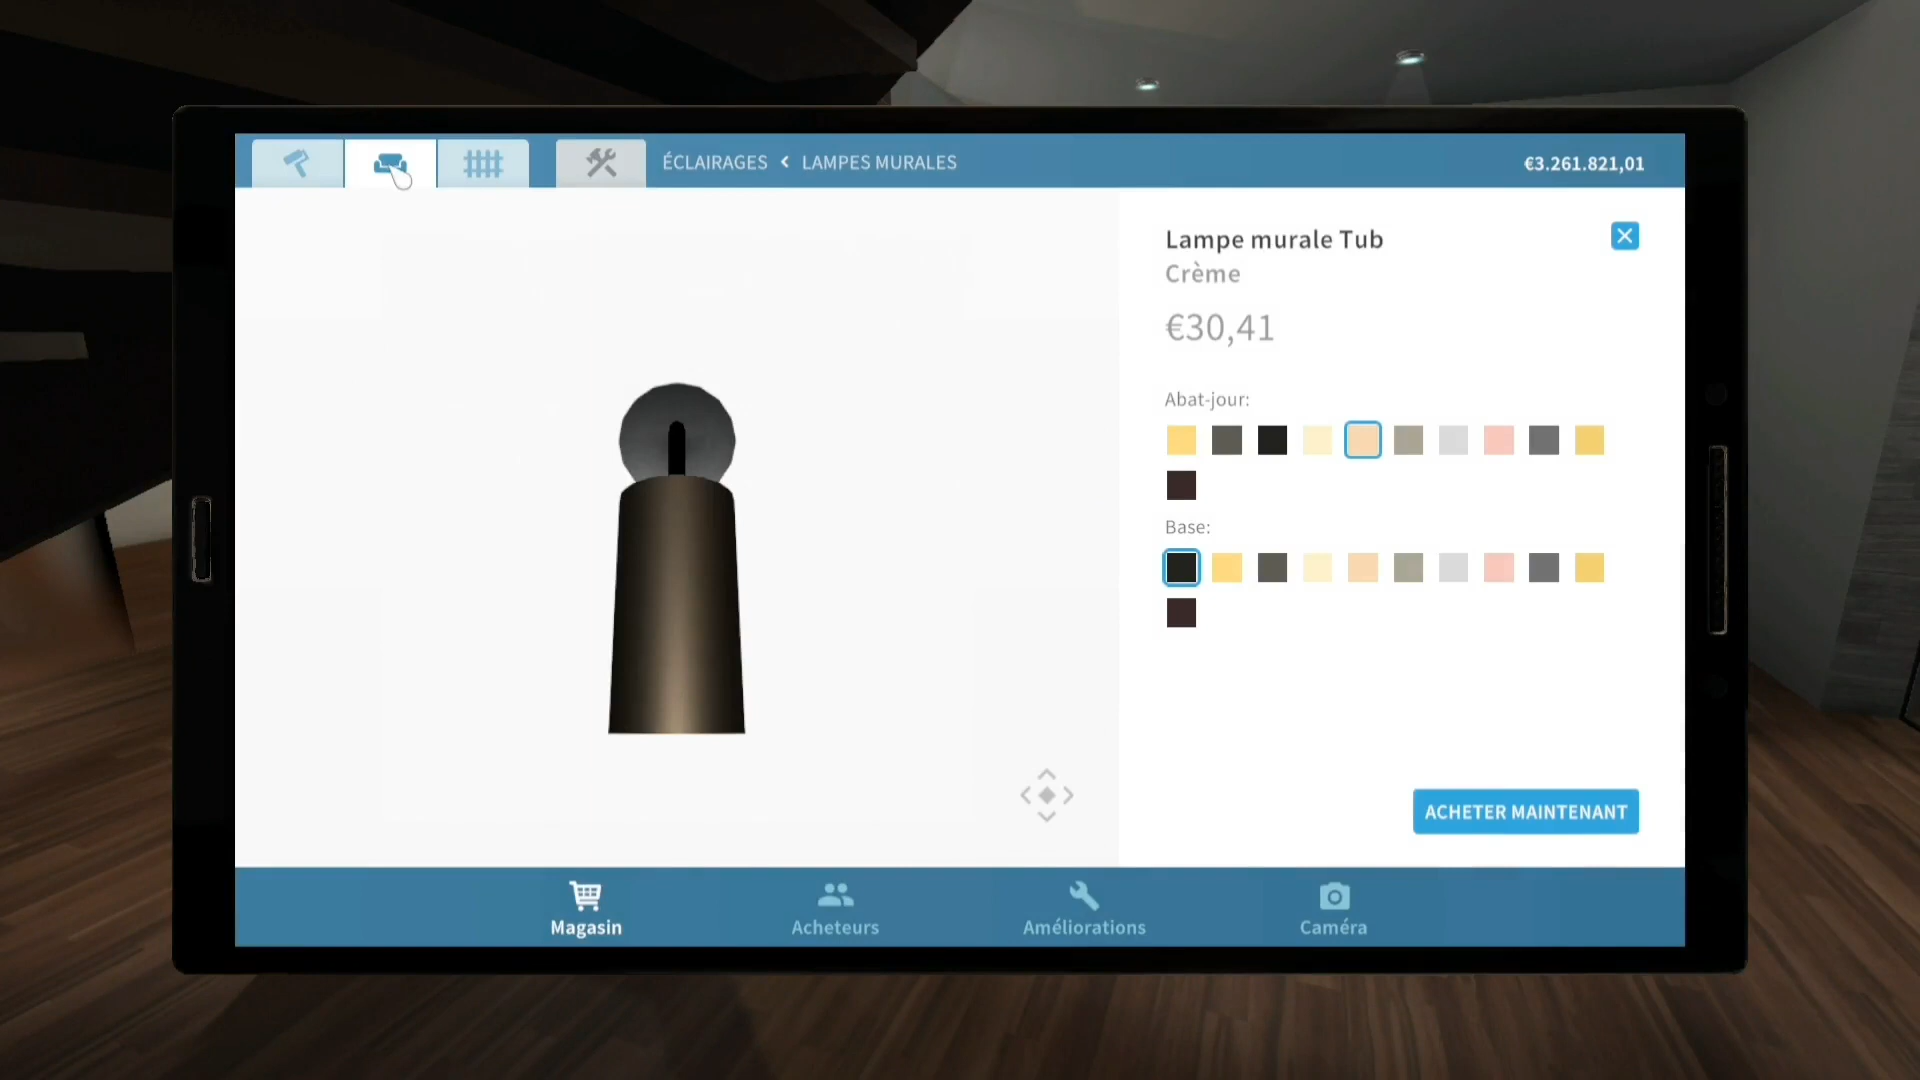 ÉCLAIRAGES < LAMPES MURALES
€3.261.821,01
Lampe murale Tub
Crème
€30,41
Abat-jour:
Base:
ACHETER MAINTENANT
Magasin
Acheteurs
Améliorations
Caméra